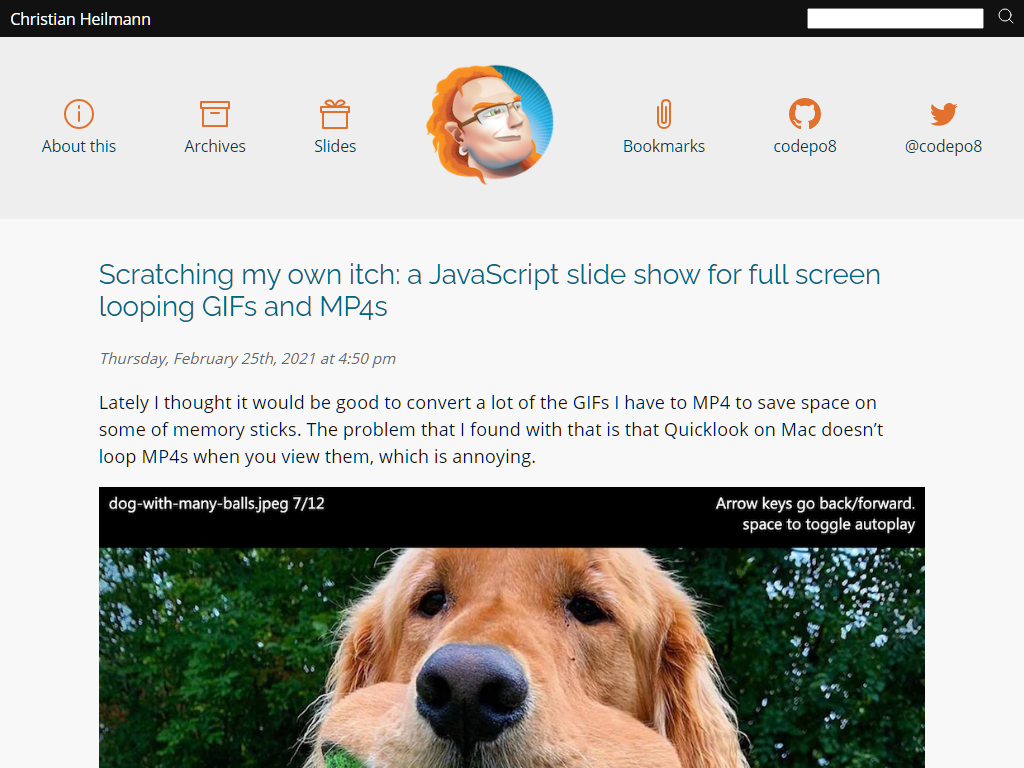 Christian Heilmann
About this
Archives
Slides
Bookmarks
codepo8
@codepo8
Scratching my own itch: a JavaScript slide show for full screen
looping GIFs and MP4s
Thursday, February 25th, 2021 at 4:50 pm
Lately I thought it would be good to convert a lot of the GIFs I have to MP4 to save space on
some of memory sticks. The problem that I found with that is that Quicklook on Mac doesn’t
loop MP4s when you view them, which is annoying.
dog-with-many-balls.jpeg 7/12
Arrow keys go back/forward.
space to toggle autoplay